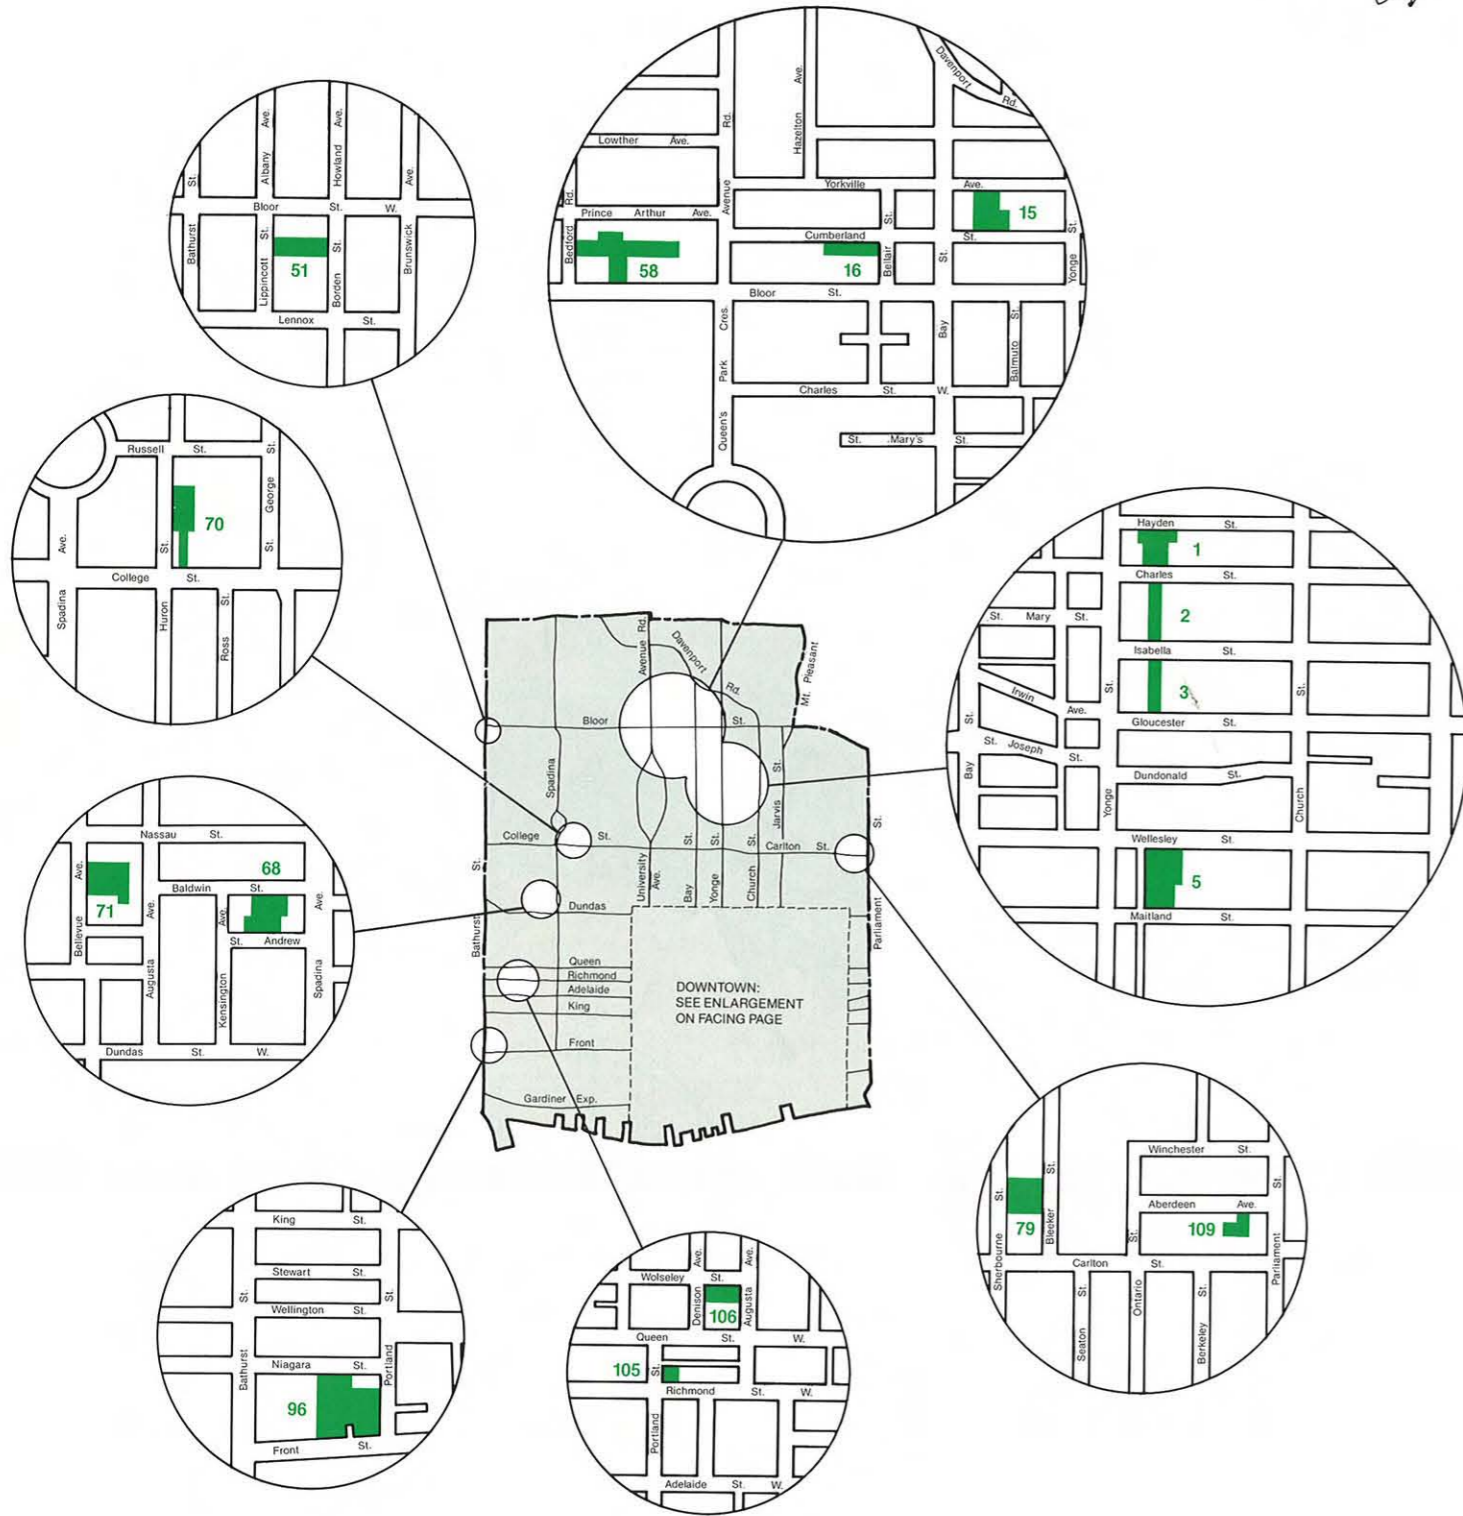 Albany Ave.
Howland Ave.
Ave.
St.
Bloor St. W.
Bathurst
Lippincott St.
Borden St.
Brunswick
51
Lennox St.
Davenport Rd.
Hazelton Ave.
Rd.
Lowther Ave.
Yorkville Ave.
Avenue
Bedford Rd.
Prince Arthur Ave.
15
Cumberland St.
58
16
Bellair St.
St.
Yonge St.
Bloor St.
Cres.
Park
Queen's
Bay
Balmuto St.
Charles St. W.
St. Mary's St.
Russell St.
George St.
St.
70
Ave.
Spadina
College St.
Huron St.
Ross St.
Hayden St.
1
Charles St.
2
St. Mary St.
Isabella St.
3
Irwin Ave.
Gloucester St.
St. Joseph St.
Dundonald St.
Bay St.
Yonge St.
Church St.
Wellesley St.
5
Maitland St.
Avenue Rd.
Davenport Rd.
Mt. Pleasant
Bloor St.
Spadina
Jarvis St.
College St.
Carlton St.
University Ave.
Bay St.
Yonge St.
Church St.
Bathurst St.
Parliament St.
Dundas
Queen
Richmond
Adelaide
King
Front
Gardiner Exp.
DOWNTOWN:
SEE ENLARGEMENT
ON FACING PAGE
Nassau St.
68
Baldwin St.
71
Bellevue Ave.
Augusta Ave.
Kensington Ave.
St. Andrew
Spadina Ave.
Dundas St. W.
King St.
Stewart St.
Wellington St.
Niagara St.
Bathurst St.
Portland St.
96
Front St.
Wolseley St.
Denison Ave.
Augusta Ave.
106
Queen St. W.
105
Richmond St. W.
Portland St.
Adelaide St. W.
Winchester St.
Aberdeen Ave.
79
109
Sherbourne St.
Bleeker St.
Parliament St.
Carlton St.
Seaton St.
Ontario St.
Berkeley St.